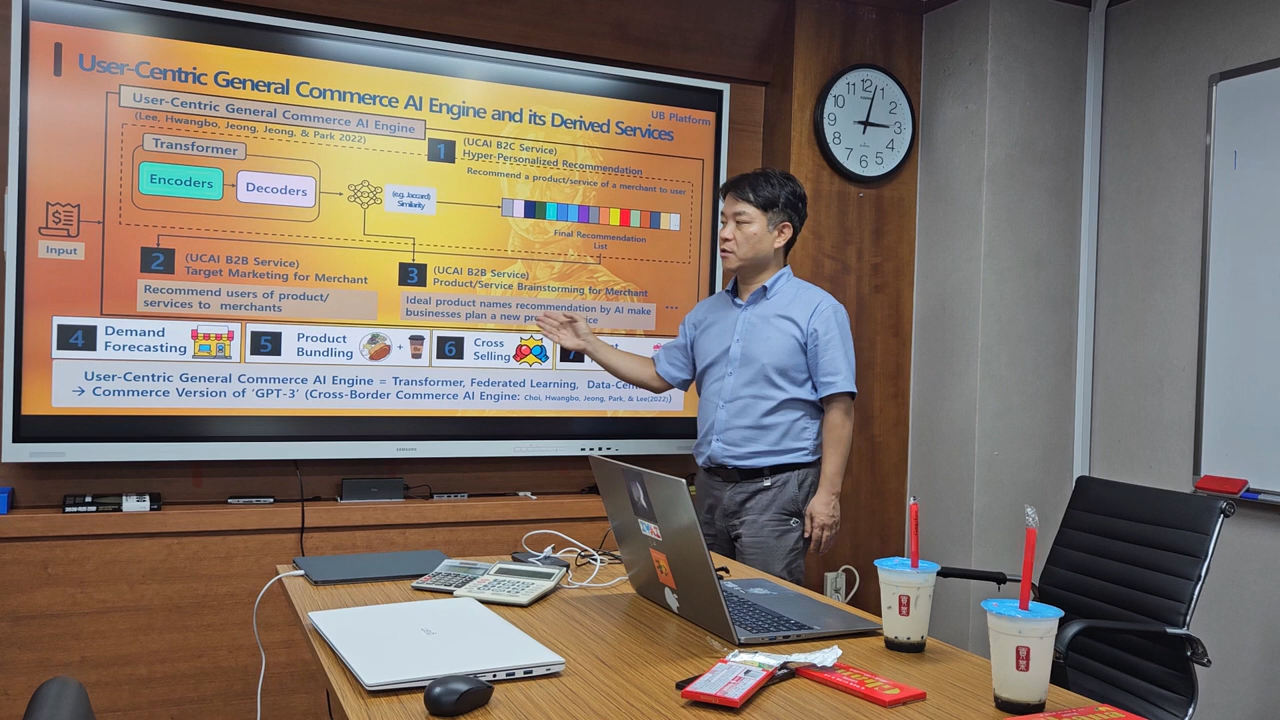 User-Centric General Commerce AI Engine and its Derived Services
UB Platform
User-Centric General Commerce AI Engine
(Lee, Hwangbo, Jeong, Jeong, & Park 2022)
Transformer
Encoders
Decoders
(e.g. Jaccard)
Similarity
1
(UCAI B2C Service)
Hyper-Personalized Recommendation
Recommend a product/service of a merchant to user
Final Recommendation
List
Input
2
(UCAI B2B Service)
Target Marketing for Merchant
Recommend users of product/
services to merchants
3
(UCAI B2B Service)
Product/Service Brainstorming for Merchant
Ideal product names recommendation by AI make
businesses plan a new
...
4
Demand
Forecasting
5
Product
Bundling
+
6
Cross
Selling
7
User-Centric General Commerce AI Engine = Transformer, Federated Learning,
→ Commerce Version of 'GPT-3' (Cross-Border Commerce AI Engine: Choi, Hwangbo, Jeong, Park, & Lee(2022))
SAMSUNG
12
1
2
3
4
5
6
7
8
9
10
11
貢茶
貢茶
Ghana